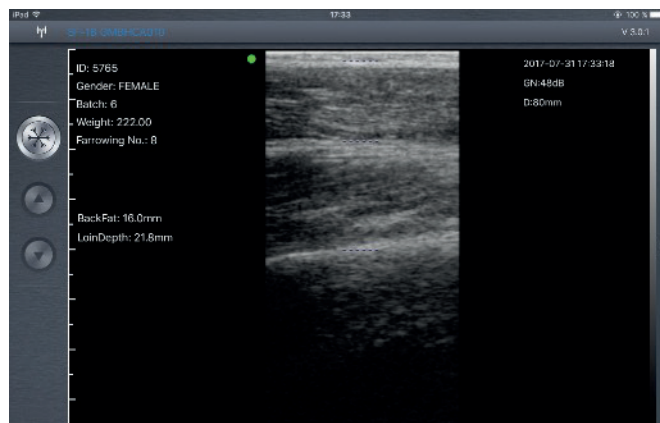 iPad
17:33
100 %
V 3.0.1
ID: 5765
Gender: FEMALE
Batch: 6
Weight: 222.00
Farrowing No.: 8
BackFat: 16.0mm
LoinDepth: 21.8mm
2017-07-31 17:33:18
GN:48dB
D:80mm